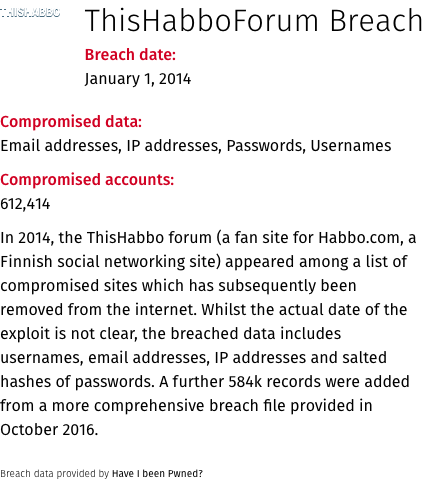 THISHABBO
ThisHabboForum Breach
Breach date:
January 1, 2014
Compromised data:
Email addresses, IP addresses, Passwords, Usernames
Compromised accounts:
612,414
In 2014, the ThisHabbo forum (a fan site for Habbo.com, a
Finnish social networking site) appeared among a list of
compromised sites which has subsequently been
removed from the internet. Whilst the actual date of the
exploit is not clear, the breached data includes
usernames, email addresses, IP addresses and salted
hashes of passwords. A further 584k records were added
from a more comprehensive breach file provided in
October 2016.
Breach data provided by Have I been Pwned?